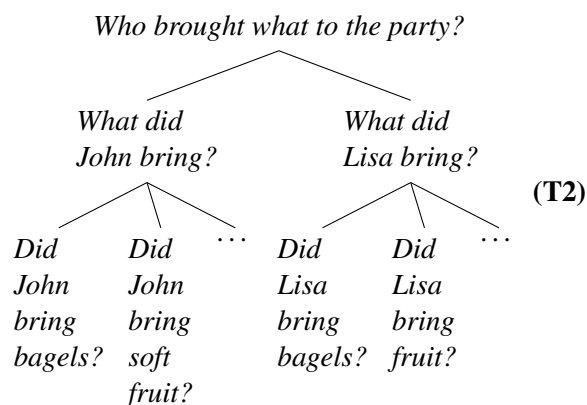 Who brought what to the party?
What did
John bring?
What did
Lisa bring?
(T2)
Did
John
bring
bagels?
Did
John
bring
soft
fruit?
...
Did
Lisa
bring
bagels?
Did
Lisa
bring
fruit?
...